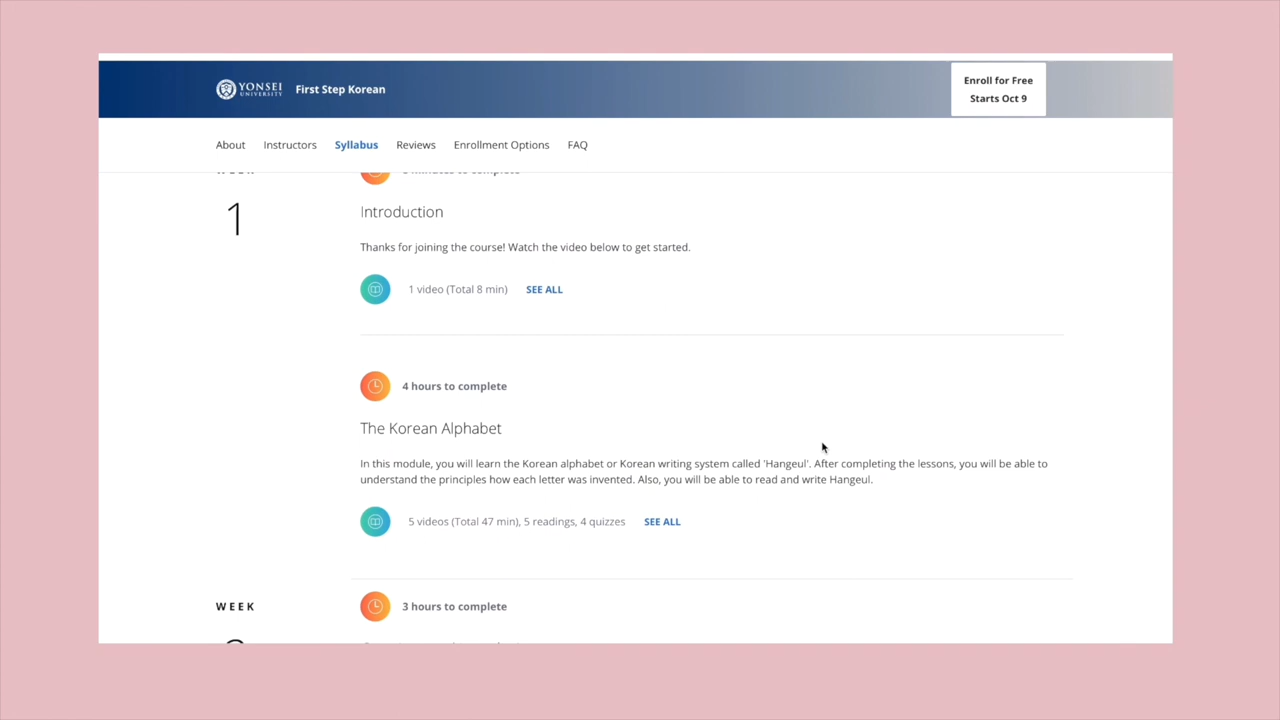 YONSEI
UNIVERSITY
First Step Korean
Enroll for Free
Starts Oct 9
About
Instructors
Syllabus
Reviews
Enrollment Options
FAQ
1
minutes to complete
Introduction
Thanks for joining the course! Watch the video below to get started.
1 video (Total 8 min)
SEE ALL
4 hours to complete
The Korean Alphabet
In this module, you will learn the Korean alphabet or Korean writing system called 'Hangeul'. After completing the lessons, you will be able to
understand the principles how each letter was invented. Also, you will be able to read and write Hangeul.
5 videos (Total 47 min), 5 readings, 4 quizzes
SEE ALL
WEEK
3 hours to complete